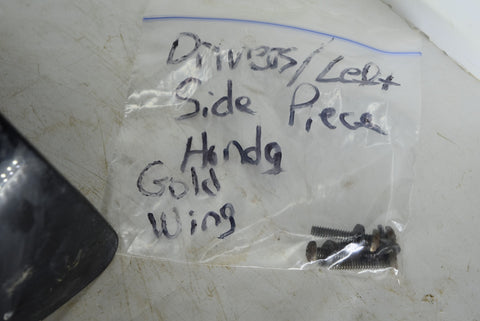 Drivers/Left
Side Piece
Honda
Gold
Wing